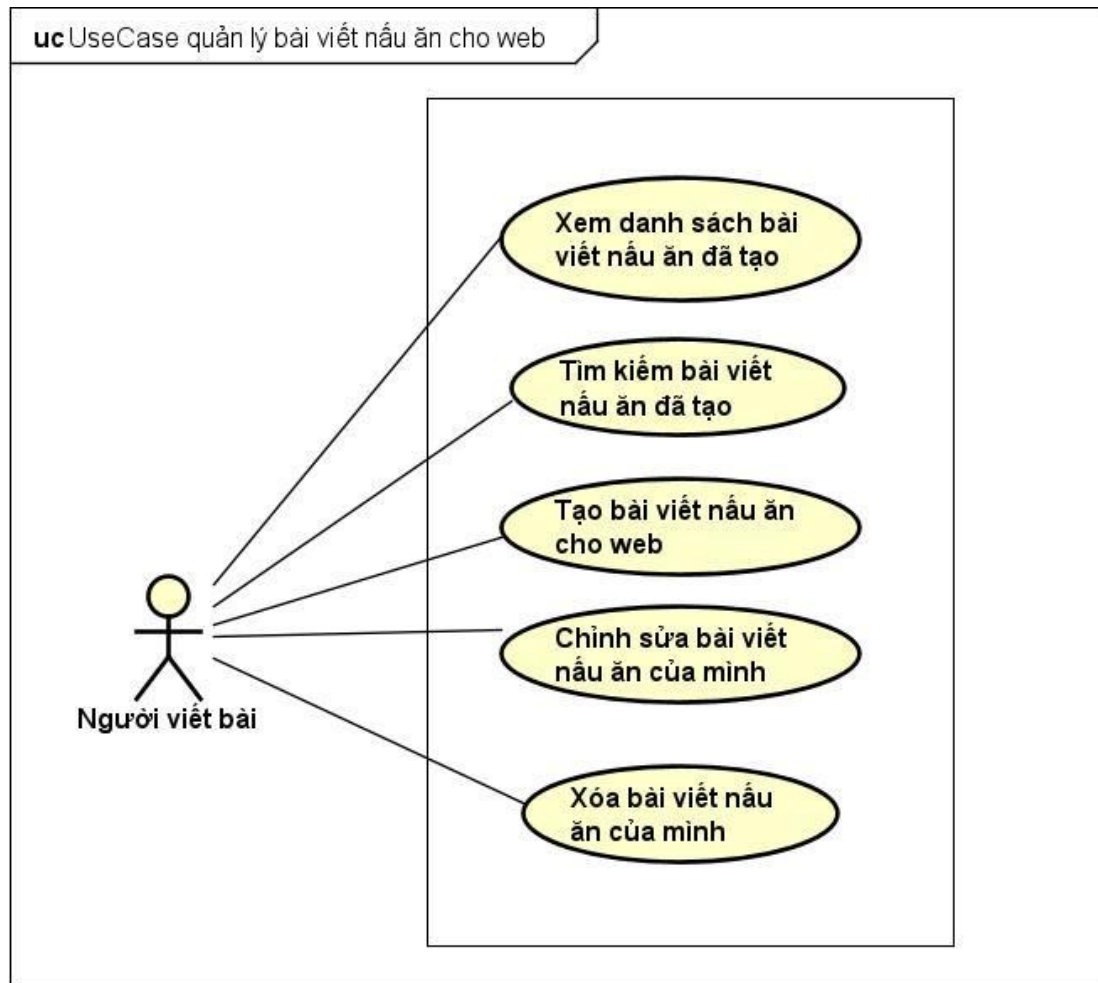 uc UseCase quản lý bài viết nấu ăn cho web
Xem danh sách bài
viết nấu ăn đã tạo
Tìm kiếm bài viết
nấu ăn đã tạo
Tạo bài viết nấu ăn
cho web
Chỉnh sửa bài viết
nấu ăn của mình
Xóa bài viết nấu
ăn của mình
Người viết bài